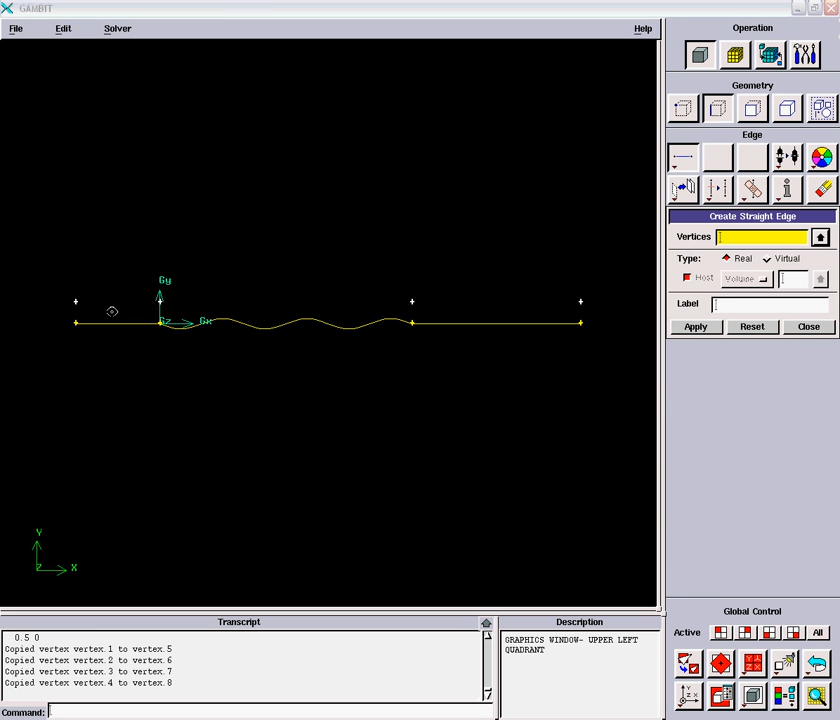 GAMBIT
File Edit Solver Help
Operation
Geometry
Edge
Create Straight Edge
Vertices
Type: Real Virtual
Host Volume
Label
Apply Reset Close
Gy
Gz Gx
Y
Z X
Transcript
0.5 0
Copied vertex vertex.1 to vertex.5
Copied vertex vertex.2 to vertex.6
Copied vertex vertex.3 to vertex.7
Copied vertex vertex.4 to vertex.8
Command:
Description
GRAPHICS WINDOW- UPPER LEFT
QUADRANT
Global Control
Active All